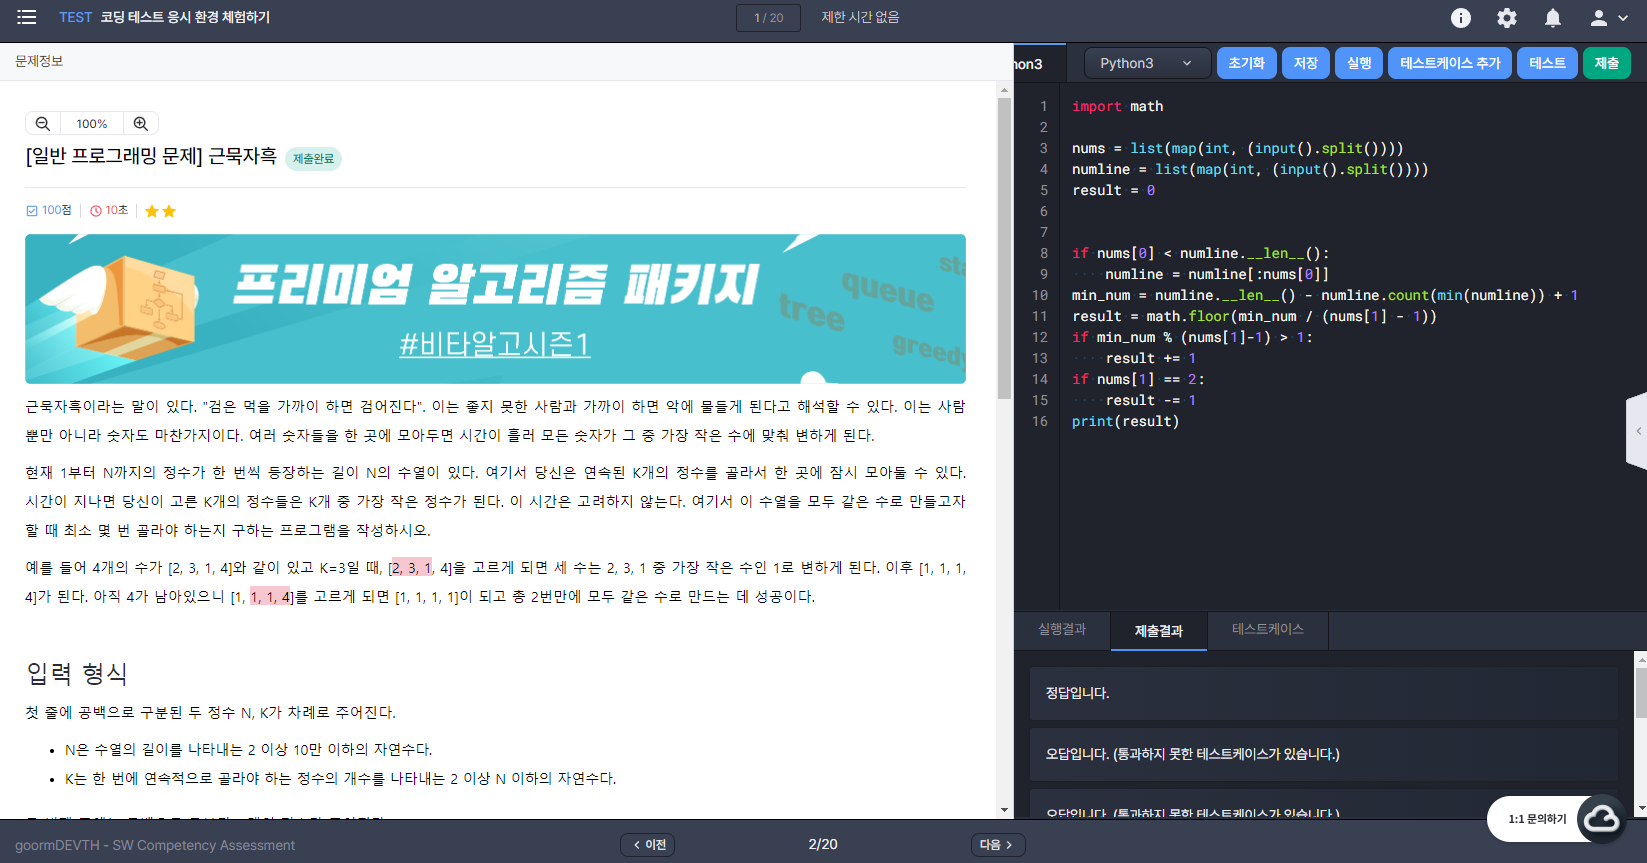 TEST 코딩 테스트 응시 환경 체험하기
1 / 20
제한 시간 없음
문제정보
100%
[일반 프로그래밍 문제] 근묵자흑 제출완료
100점 10초
프리미엄 알고리즘 패키지
#비타알고시즌1
tree
queue
greedy
근묵자흑이라는 말이 있다. "검은 먹을 가까이 하면 검어진다". 이는 좋지 못한 사람과 가까이 하면 악에 물들게 된다고 해석할 수 있다. 이는 사람
뿐만 아니라 숫자도 마찬가지이다. 여러 숫자들을 한 곳에 모아두면 시간이 흘러 모든 숫자가 그 중 가장 작은 수에 맞춰 변하게 된다.
현재 1부터 N까지의 정수가 한 번씩 등장하는 길이 N의 수열이 있다. 여기서 당신은 연속된 K개의 정수를 골라서 한 곳에 잠시 모아둘 수 있다.
시간이 지나면 당신이 고른 K개의 정수들은 K개 중 가장 작은 정수가 된다. 이 시간은 고려하지 않는다. 여기서 이 수열을 모두 같은 수로 만들고자
할 때 최소 몇 번 골라야 하는지 구하는 프로그램을 작성하시오.
예를 들어 4개의 수가 [2, 3, 1, 4]와 같이 있고 K=3일 때, [2, 3, 1, 4]을 고르게 되면 세 수는 2, 3, 1 중 가장 작은 수인 1로 변하게 된다. 이후 [1, 1, 1,
4]가 된다. 아직 4가 남아있으니 [1, 1, 1, 4]를 고르게 되면 [1, 1, 1, 1]이 되고 총 2번만에 모두 같은 수로 만드는 데 성공이다.
입력 형식
첫 줄에 공백으로 구분된 두 정수 N, K가 차례로 주어진다.
• N은 수열의 길이를 나타내는 2 이상 10만 이하의 자연수다.
• K는 한 번에 연속적으로 골라야 하는 정수의 개수를 나타내는 2 이상 N 이하의 자연수다.
hon3
Python3
초기화
저장
실행
테스트케이스 추가
테스트
제출
1 import math
2
3 nums = list(map(int, (input().split())))
4 numline = list(map(int, (input().split())))
5 result = 0
6
7
8 if nums[0] < numline.__len__():
9 numline = numline[:nums[0]]
10 min_num = numline.__len__() - numline.count(min(numline)) + 1
11 result = math.floor(min_num / (nums[1] - 1))
12 if min_num % (nums[1]-1) > 1:
13 result += 1
14 if nums[1] == 2:
15 result -= 1
16 print(result)
실행결과
제출결과
테스트케이스
정답입니다.
오답입니다. (통과하지 못한 테스트케이스가 있습니다.)
오답입니다. (통과하지 못한 테스트케이스가 있습니다.)
1:1 문의하기
goormDEVTH - SW Competency Assessment
이전
2/20
다음